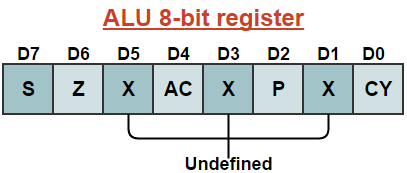 ALU 8-bit register
D7 D6 D5 D4 D3 D2 D1 D0
S Z X AC X P X CY
Undefined